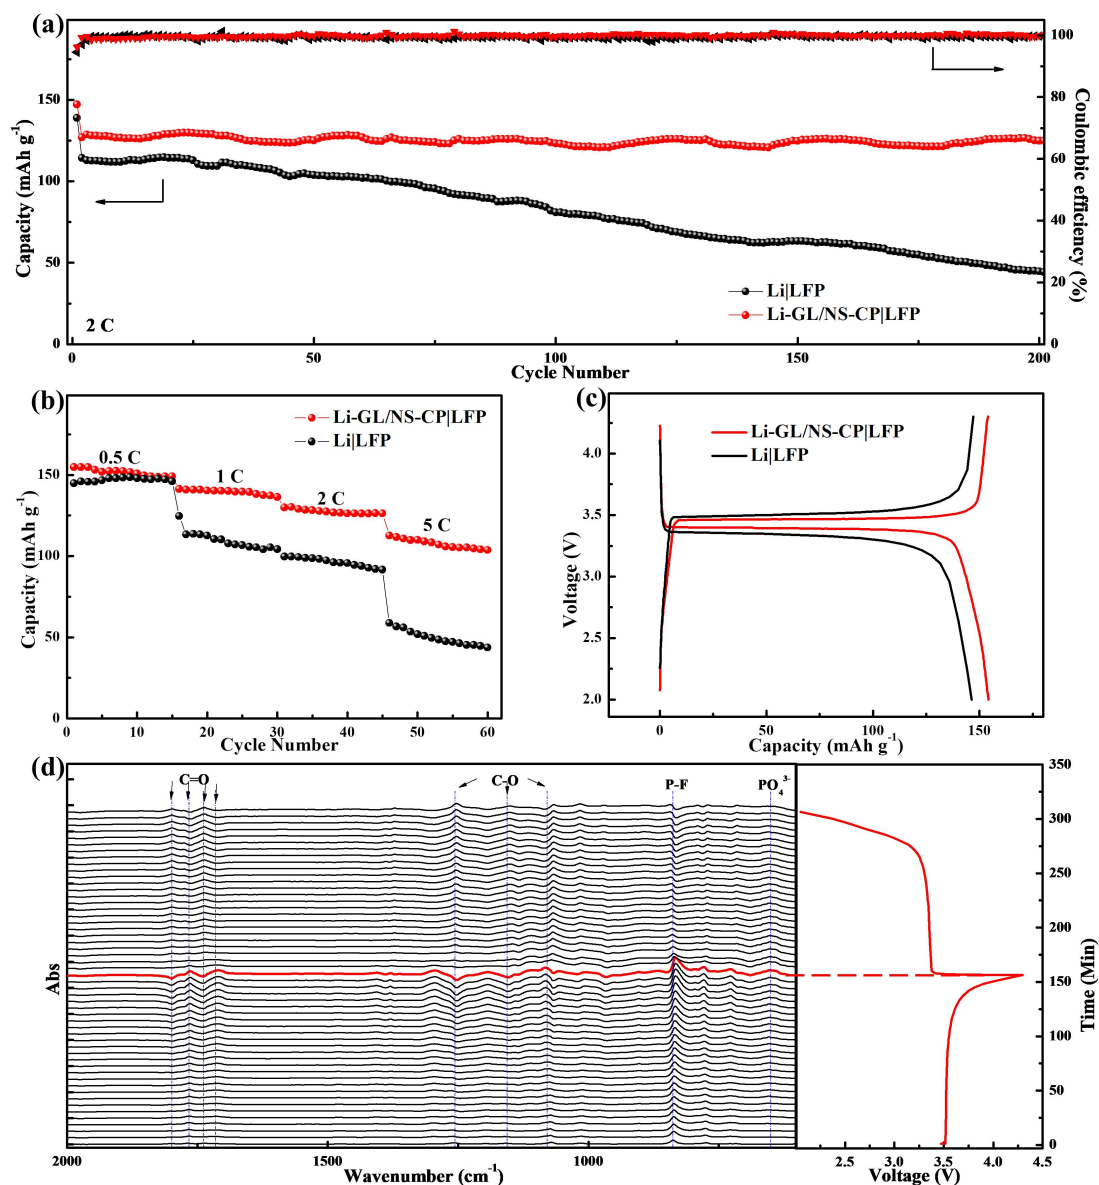 (a)
150
100
50
0
Capacity (mAh g-1)
100
80
60
40
20
0
Coulombic efficiency (%)
Li|LFP
Li-GL/NS-CP|LFP
2 C
0 50 100 150 200
Cycle Number
(b)
Li-GL/NS-CP|LFP
Li|LFP
0.5 C
1 C
2 C
5 C
150
100
50
0
Capacity (mAh g-1)
0 10 20 30 40 50 60
Cycle Number
(c)
Li-GL/NS-CP|LFP
Li|LFP
4.0
3.5
3.0
2.5
2.0
Voltage (V)
0 50 100 150
Capacity (mAh g-1)
(d)
C=O
C-O
P-F
PO43-
Abs
2000 1500 1000
Wavenumber (cm-1)
350
300
250
200
150
100
50
0
Time (Min)
2.5 3.0 3.5 4.0 4.5
Voltage (V)